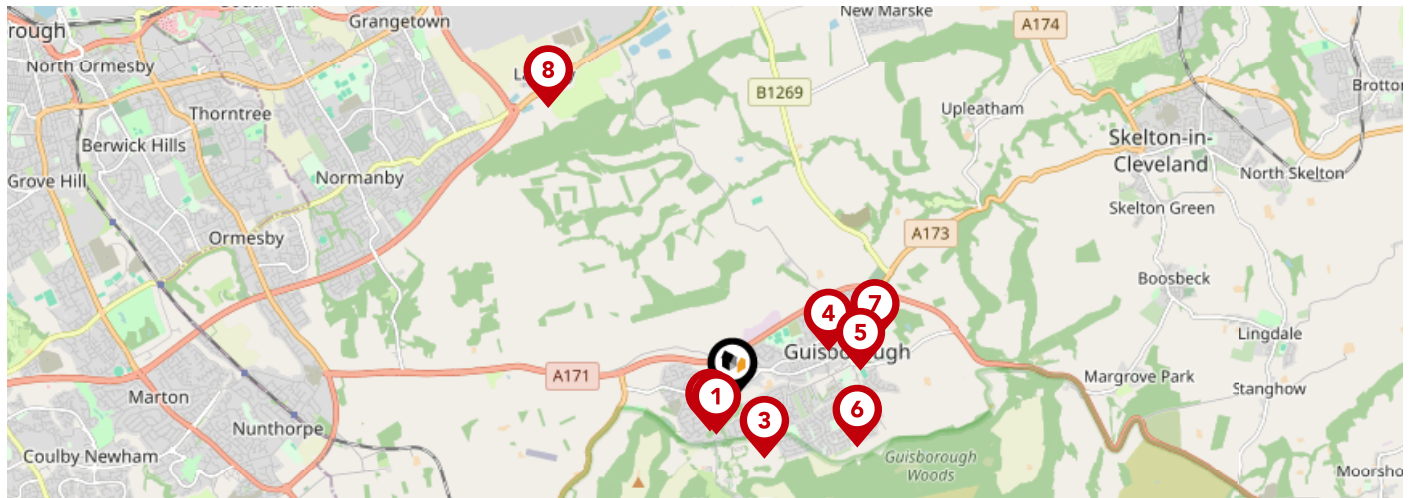 rough
Grangetown
New Marske
A174
North Ormesby
8
B1269
Brotto
Thorntree
Upleatham
Berwick Hills
Skelton-in-
Cleveland
Grove Hill
Normanby
North Skelton
Skelton Green
Ormesby
A173
Boosbeck
4
7
5
Lingdale
Guisborough
A171
Margrove Park
Stanghow
Marton
1
3
6
Nunthorpe
Coulby Newham
Guisborough
Woods
Moorsho